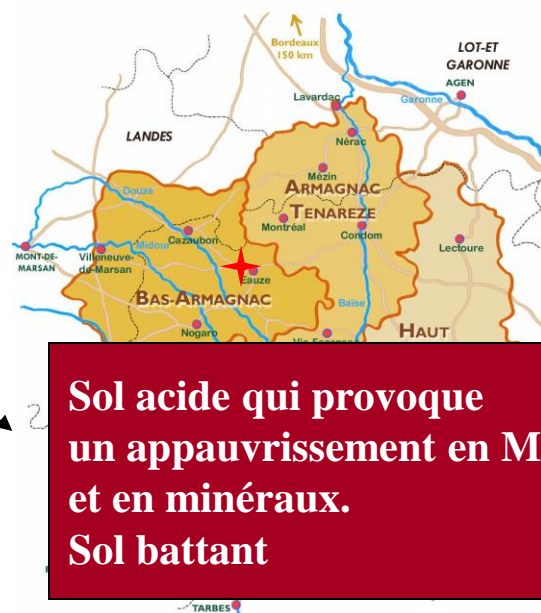 Bordeaux
150 km
LOT-ET
GARONNE
AGEN
Garonne
Lavardac
LANDES
Nérac
Mézin
ARMAGNAC
TENAREZE
Douze
Montréal
Cazaubon
Condom
Lectoure
Midour
MONT-DE-
MARSAN
Villeneuve-
de-Marsan
Eauze
BAS-ARMAGNAC
Baïse
Nogaro
HAUT
Sol acide qui provoque
un appauvrissement en M
et en minéraux.
Sol battant
TARBES